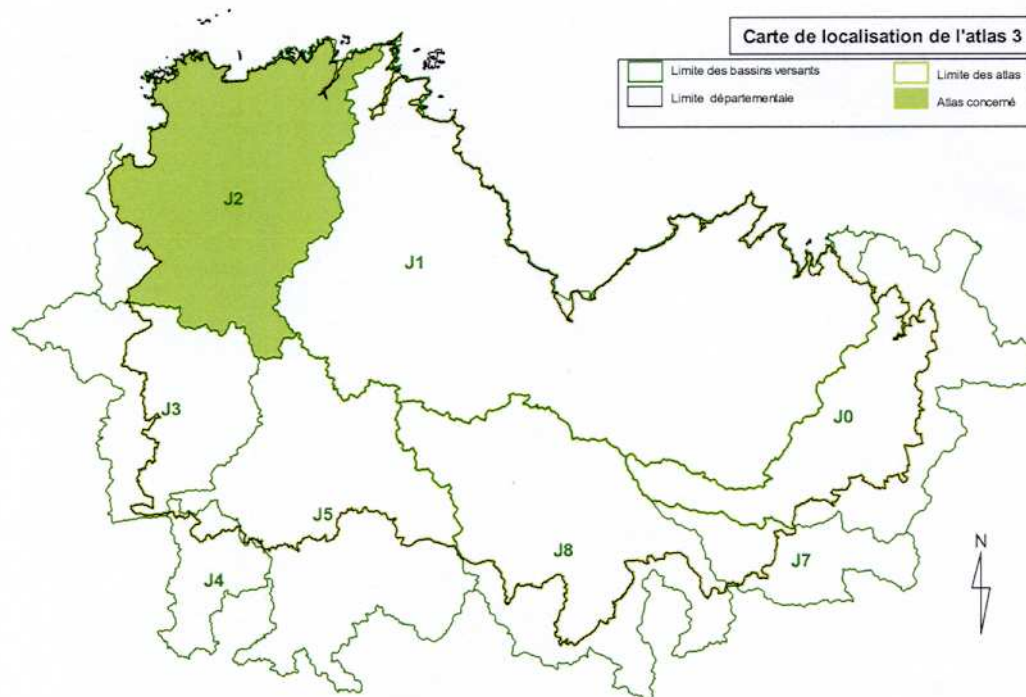 Carte de localisation de l'atlas 3
Limite des bassins versants
Limite des atlas
Limite départementale
Atlas concerné
J2
J1
J3
J0
J5
J8
J7
J4
N